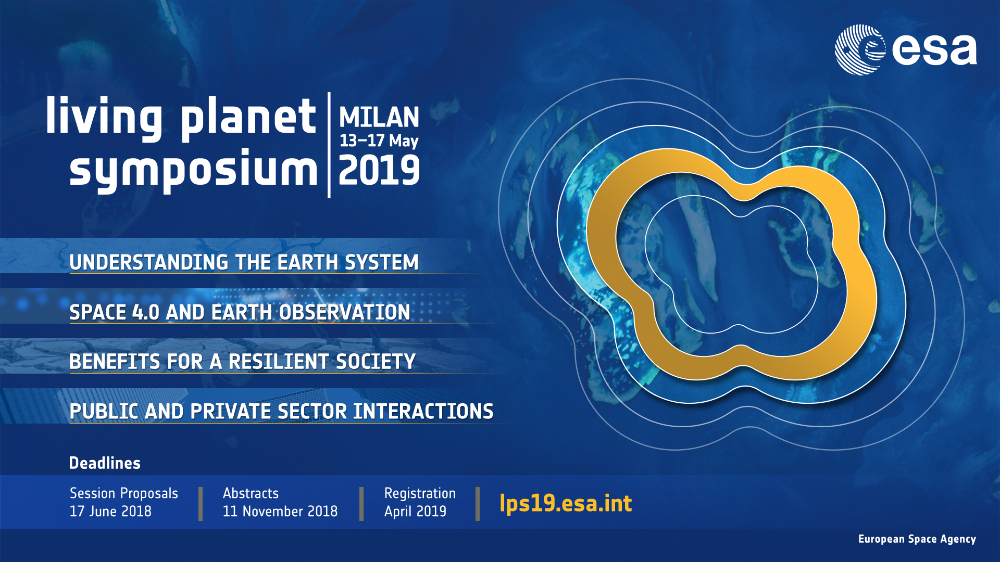 esa
living planet
symposium
MILAN
13–17 May
2019
UNDERSTANDING THE EARTH SYSTEM
SPACE 4.0 AND EARTH OBSERVATION
BENEFITS FOR A RESILIENT SOCIETY
PUBLIC AND PRIVATE SECTOR INTERACTIONS
Deadlines
Session Proposals
17 June 2018
Abstracts
11 November 2018
Registration
April 2019
lps19.esa.int
European Space Agency